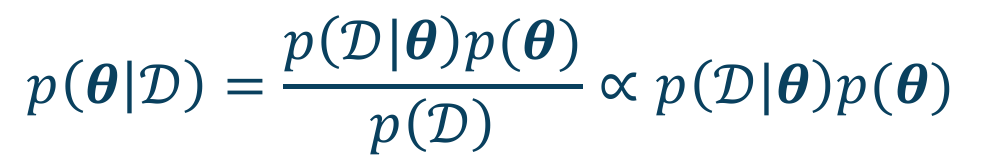 p(𝜽|𝒟) = p(𝒟|𝜽)p(𝜽) / p(𝒟) ∝ p(𝒟|𝜽)p(𝜽)